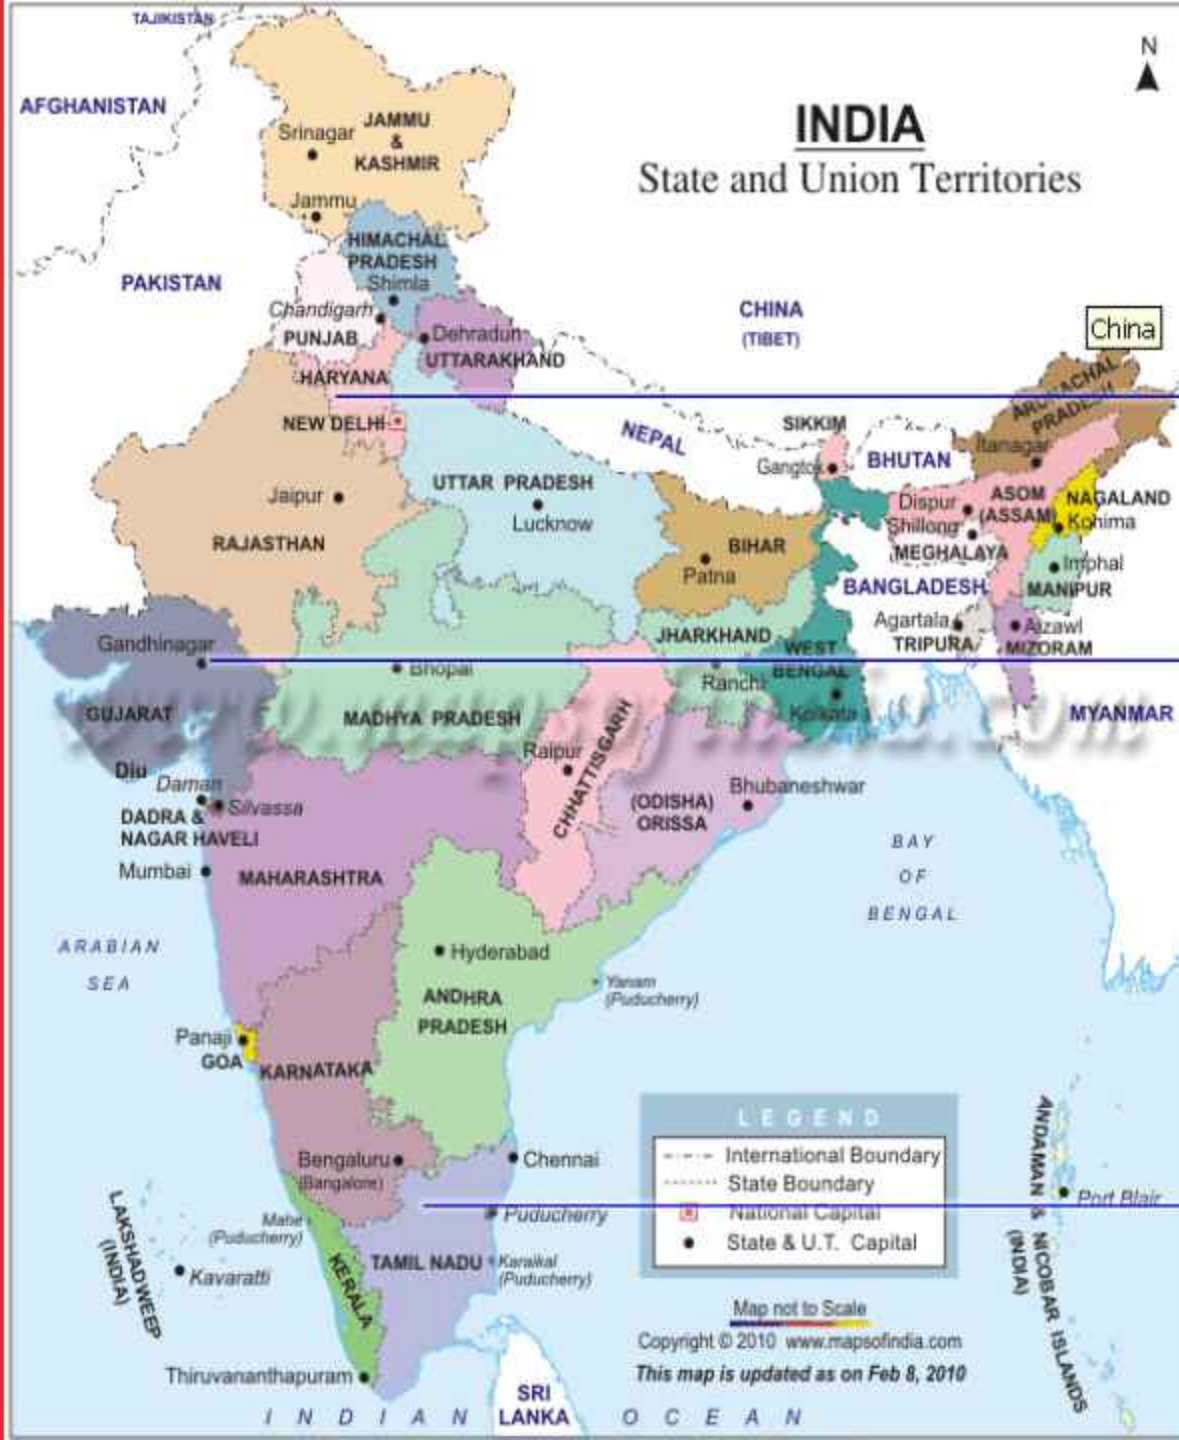 TAJIKISTAN
AFGHANISTAN
N
INDIA
State and Union Territories
JAMMU
&
KASHMIR
Srinagar
Jammu
HIMACHAL
PRADESH
Shimla
PAKISTAN
Chandigarh
PUNJAB
Dehradun
UTTARAKHAND
CHINA
(TIBET)
China
HARYANA
NEW DELHI
ARUNACHAL
PRADESH
Itanagar
NEPAL
SIKKIM
Gangtok
BHUTAN
UTTAR PRADESH
Lucknow
Jaipur
RAJASTHAN
BIHAR
Patna
Dispur
ASOM
(ASSAM)
NAGALAND
Kohima
Shillong
MEGHALAYA
Imphal
MANIPUR
BANGLADESH
Agartala
TRIPURA
Aizawl
MIZORAM
Gandhinagar
GUJARAT
Bhopal
MADHYA PRADESH
JHARKHAND
Ranchi
WEST
BENGAL
Kolkata
MYANMAR
www.mapsofindia.com
Raipur
CHHATTISGARH
(ODISHA)
ORISSA
Bhubaneshwar
Diu
Daman
Silvassa
DADRA &
NAGAR HAVELI
Mumbai
MAHARASHTRA
BAY
OF
BENGAL
ARABIAN
SEA
Hyderabad
ANDHRA
PRADESH
Yanam
(Puducherry)
Panaji
GOA
KARNATAKA
Bengaluru
(Bangalore)
Chennai
LEGEND
International Boundary
State Boundary
National Capital
State & U.T. Capital
ANDAMAN & NICOBAR ISLANDS
(INDIA)
Port Blair
LAKSHADWEEP
(INDIA)
Kavaratti
Mahe
(Puducherry)
KERALA
TAMIL NADU
Puducherry
Karaikal
(Puducherry)
Thiruvananthapuram
Map not to Scale
Copyright © 2010 www.mapsofindia.com
This map is updated as on Feb 8, 2010
SRI
LANKA
INDIAN OCEAN